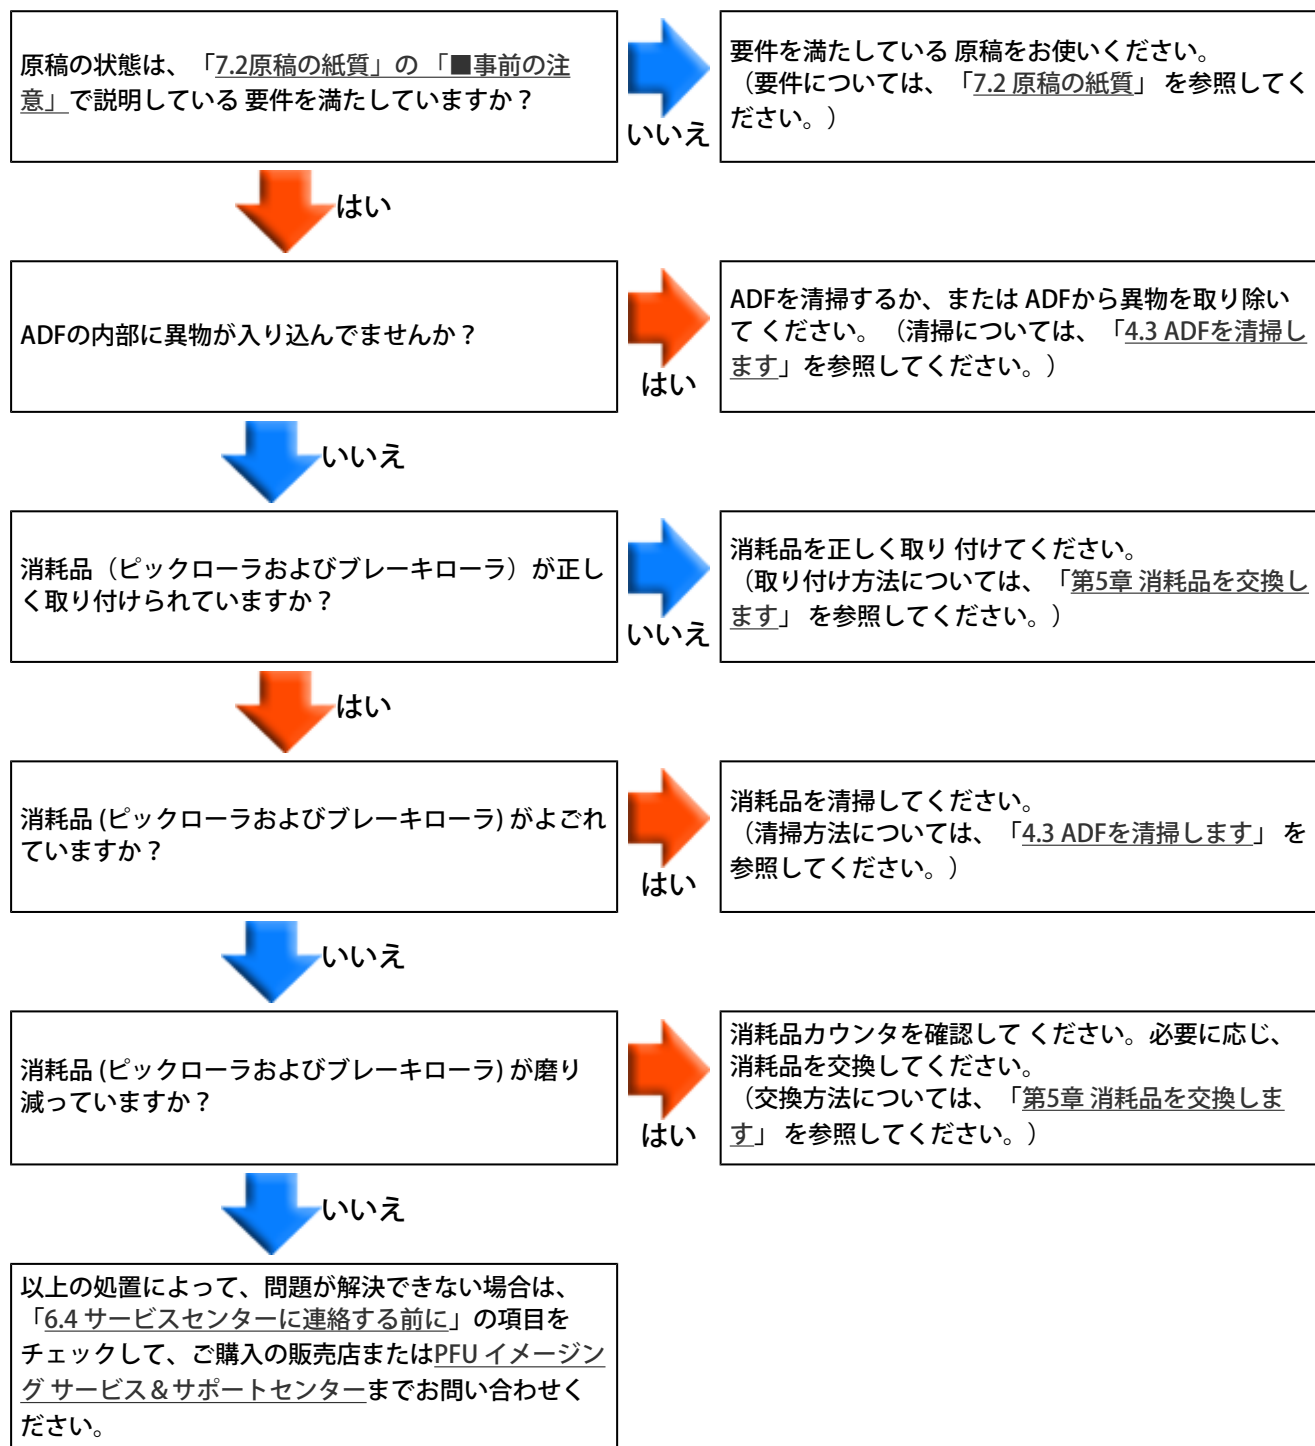 原稿の状態は、「7.2原稿の紙質」の 「■事前の注
意」で説明している 要件を満たしていますか？
いいえ
要件を満たしている 原稿をお使いください。
（要件については、「7.2 原稿の紙質」 を参照してく
ださい。）
はい
ADFの内部に異物が入り込んでませんか？
はい
ADFを清掃するか、または ADFから異物を取り除い
て ください。（清掃については、「4.3 ADFを清掃し
ます」を参照してください。）
いいえ
消耗品（ピックローラおよびブレーキローラ）が正し
く取り付けられていますか？
いいえ
消耗品を正しく取り 付けてください。
（取り付け方法については、「第5章 消耗品を交換し
ます」 を参照してください。）
はい
消耗品 (ピックローラおよびブレーキローラ) がよごれ
ていますか？
はい
消耗品を清掃してください。
（清掃方法については、「4.3 ADFを清掃します」 を
参照してください。）
いいえ
消耗品 (ピックローラおよびブレーキローラ) が磨り
減っていますか？
はい
消耗品カウンタを確認して ください。必要に応じ、
消耗品を交換してください。
（交換方法については、「第5章 消耗品を交換しま
す」 を参照してください。）
いいえ
以上の処置によって、問題が解決できない場合は、
「6.4 サービスセンターに連絡する前に」の項目を
チェックして、ご購入の販売店またはPFU イメージン
グ サービス＆サポートセンターまでお問い合わせく
ださい。